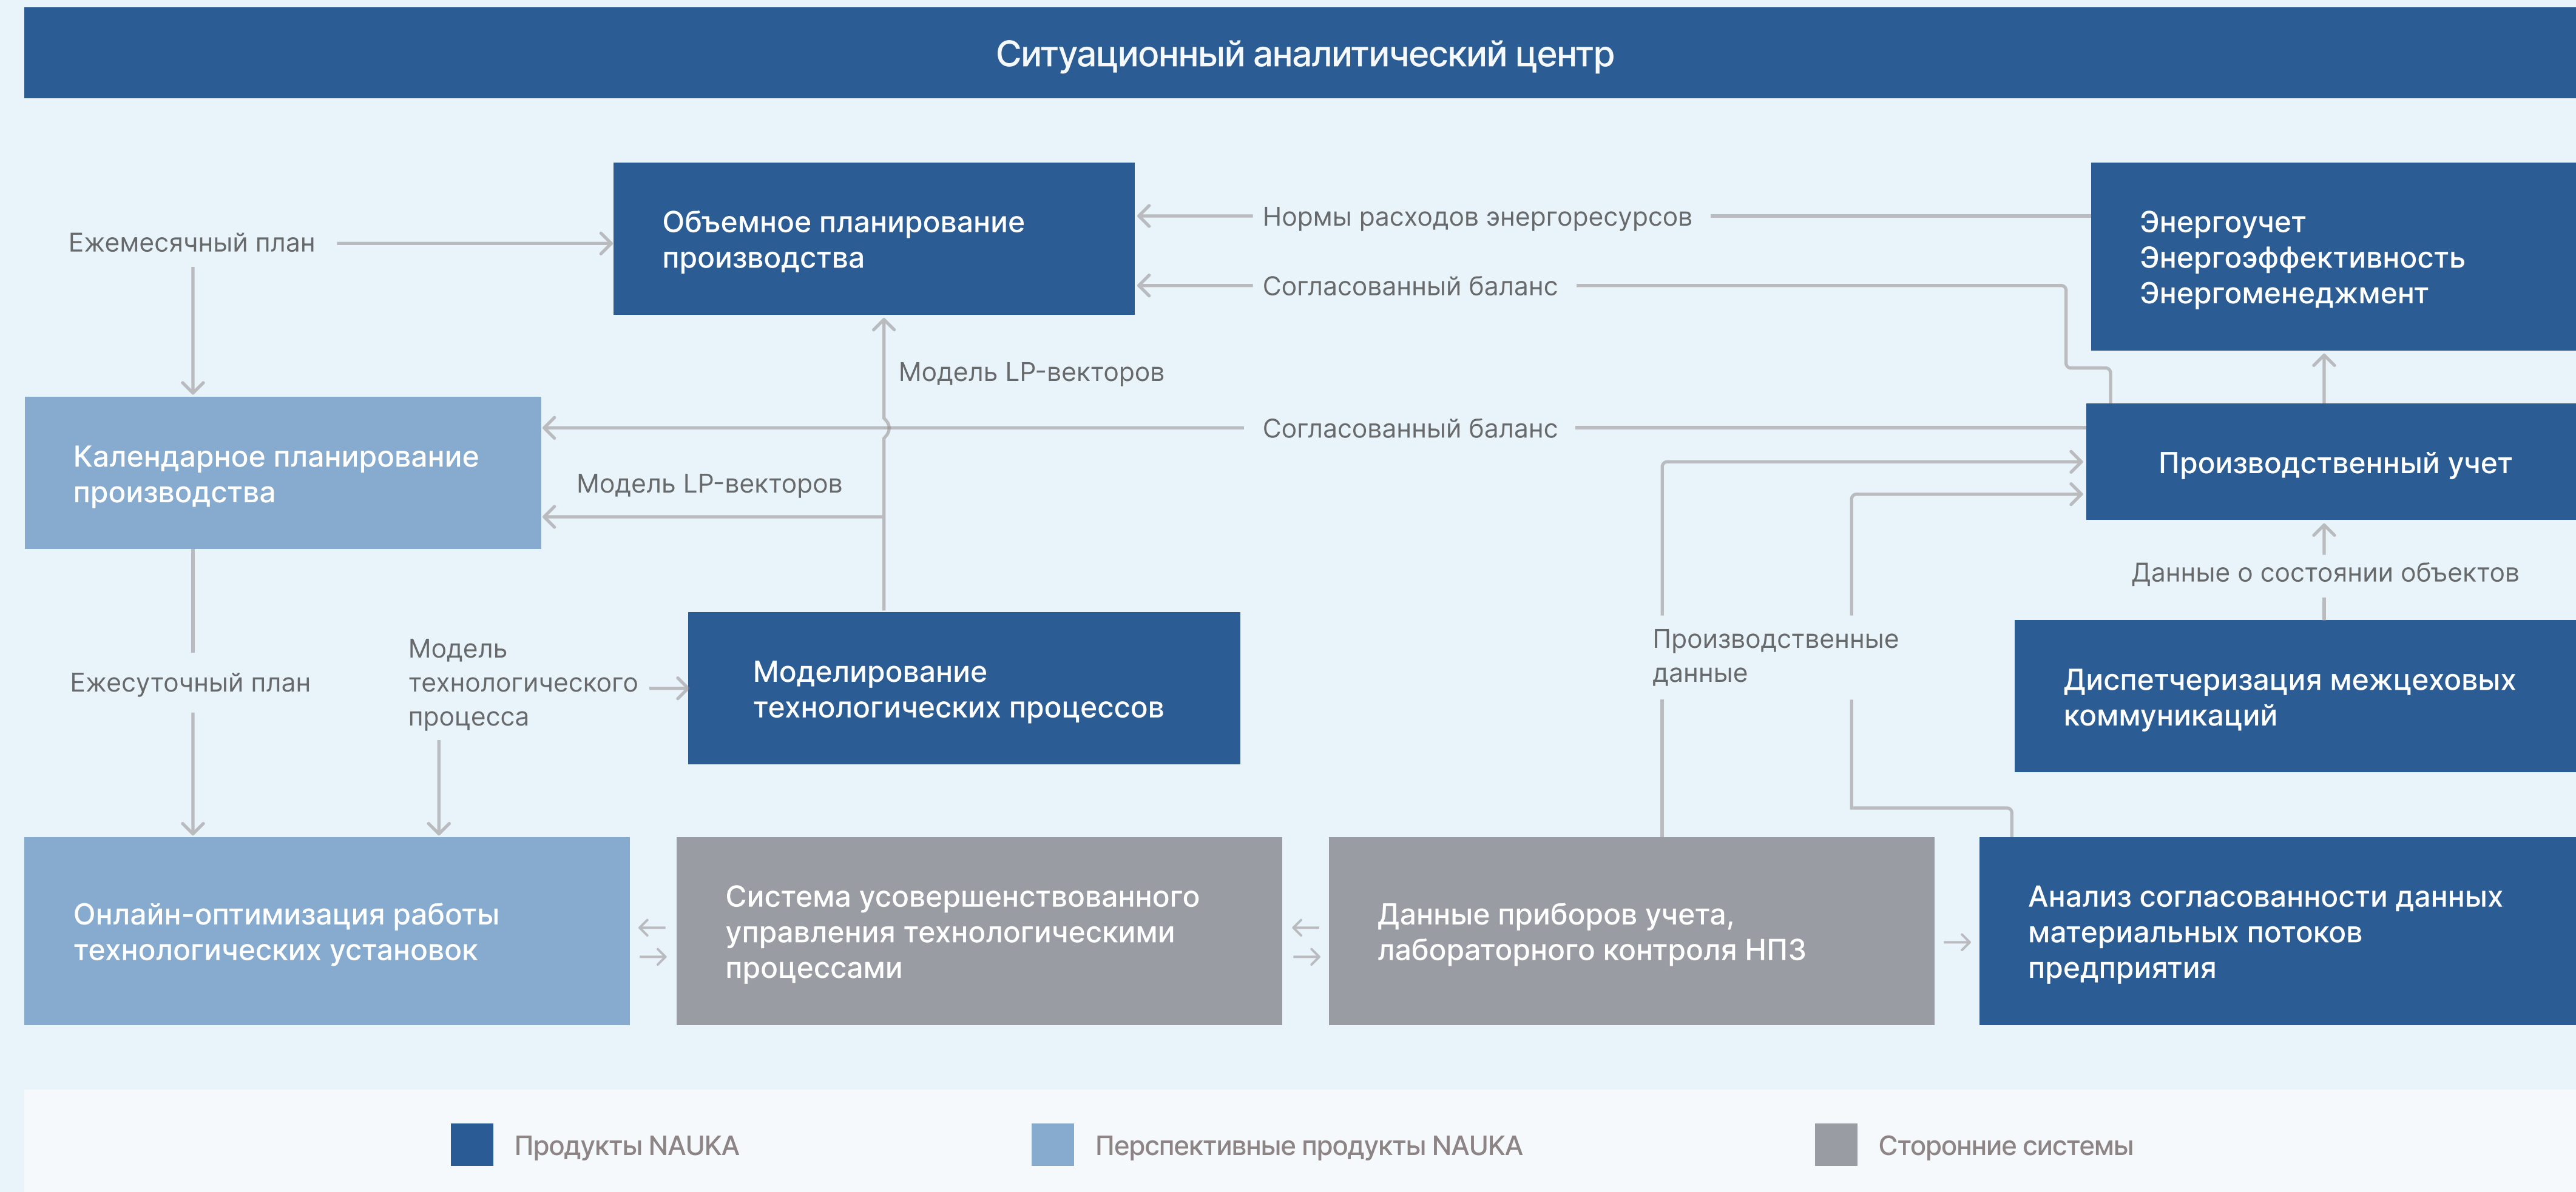 Ситуационный аналитический центр
Объемное планирование
производства
Нормы расходов энергоресурсов
Энергоучет
Энергоэффективность
Энергоменеджмент
Ежемесячный план
Согласованный баланс
Модель LP-векторов
Календарное планирование
производства
Согласованный баланс
Модель LP-векторов
Производственный учет
Данные о состоянии объектов
Ежесуточный план
Модель
технологического
процесса
Моделирование
технологических процессов
Производственные
данные
Диспетчеризация межцеховых
коммуникаций
Онлайн-оптимизация работы
технологических установок
Система усовершенствованного
управления технологическими
процессами
Данные приборов учета,
лабораторного контроля НПЗ
Анализ согласованности данных
материальных потоков
предприятия
Продукты NAUKA
Перспективные продукты NAUKA
Сторонние системы